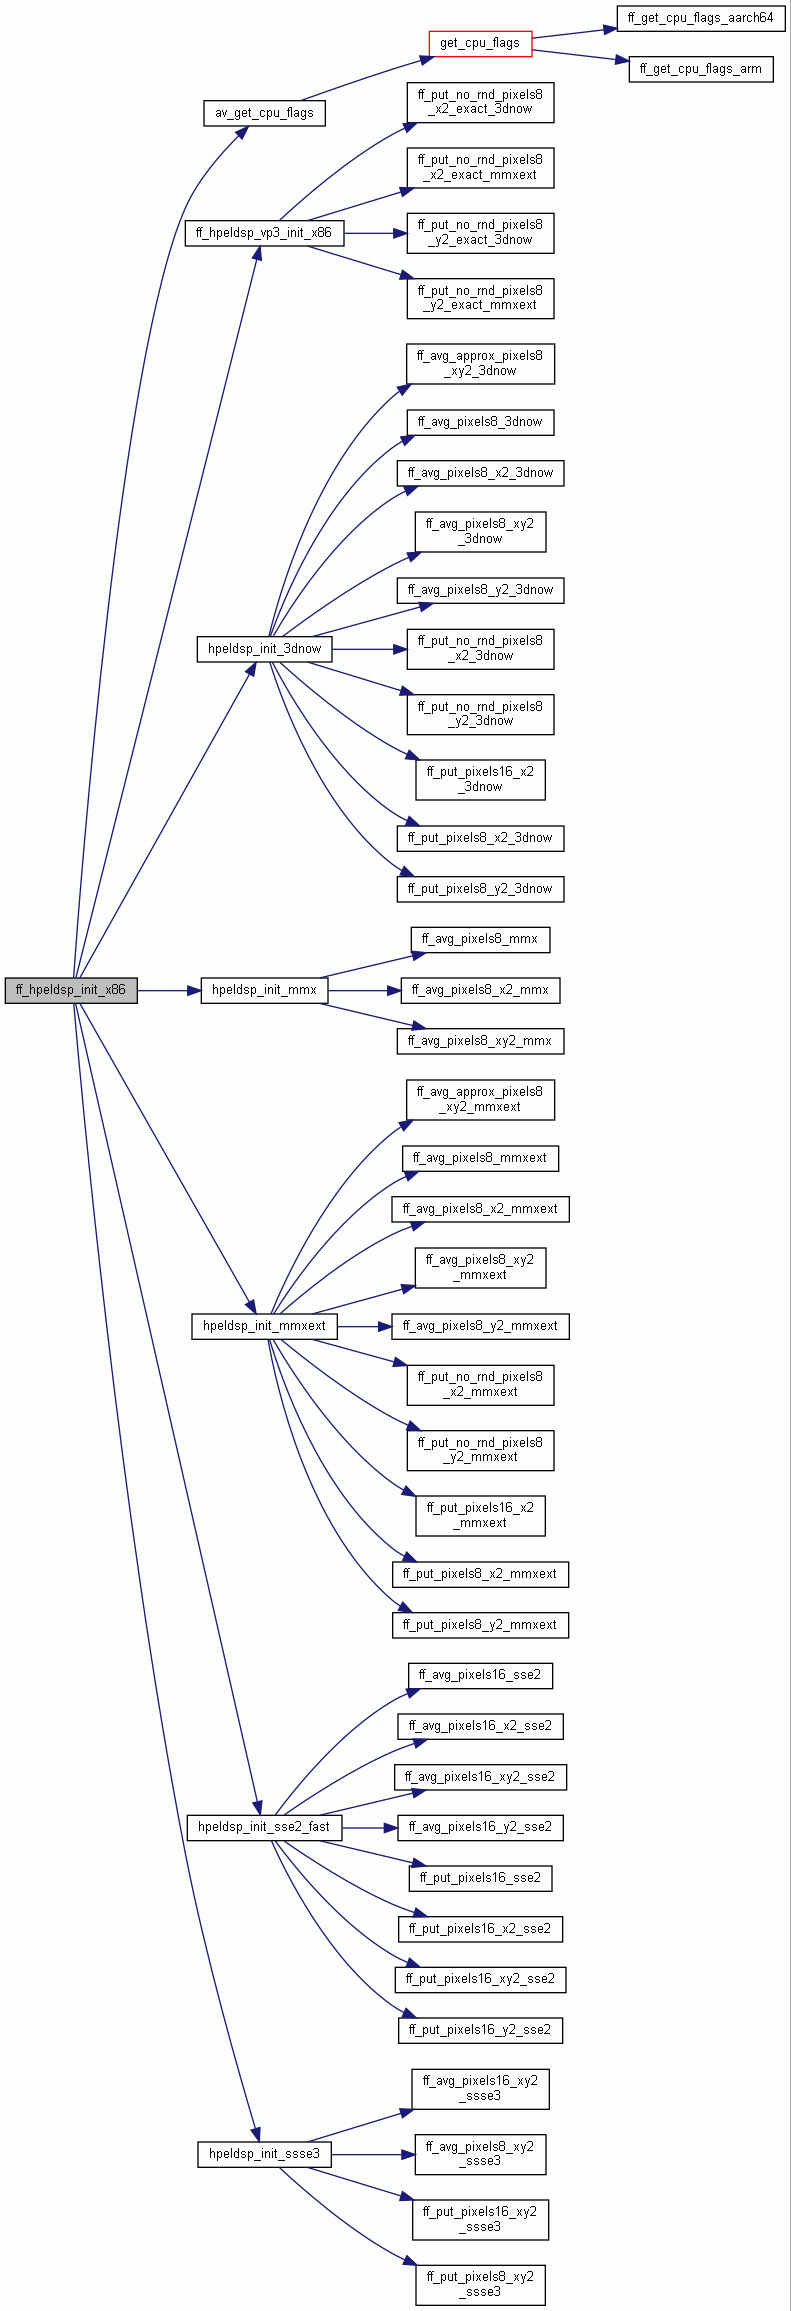 ff_get_cpu_flags_aarch64
get_cpu_flags
ff_get_cpu_flags_arm
av_get_cpu_flags
ff_put_no_rnd_pixels8
_x2_exact_3dnow
ff_put_no_rnd_pixels8
_x2_exact_mmxext
ff_hpeldsp_vp3_init_x86
ff_put_no_rnd_pixels8
_y2_exact_3dnow
ff_put_no_rnd_pixels8
_y2_exact_mmxext
ff_avg_approx_pixels8
_xy2_3dnow
ff_avg_pixels8_3dnow
ff_avg_pixels8_x2_3dnow
ff_avg_pixels8_xy2
_3dnow
ff_avg_pixels8_y2_3dnow
hpeldsp_init_3dnow
ff_put_no_rnd_pixels8
_x2_3dnow
ff_put_no_rnd_pixels8
_y2_3dnow
ff_put_pixels16_x2
_3dnow
ff_put_pixels8_x2_3dnow
ff_put_pixels8_y2_3dnow
ff_avg_pixels8_mmx
ff_hpeldsp_init_x86
hpeldsp_init_mmx
ff_avg_pixels8_x2_mmx
ff_avg_pixels8_xy2_mmx
ff_avg_approx_pixels8
_xy2_mmxext
ff_avg_pixels8_mmxext
ff_avg_pixels8_x2_mmxext
ff_avg_pixels8_xy2
_mmxext
hpeldsp_init_mmxext
ff_avg_pixels8_y2_mmxext
ff_put_no_rnd_pixels8
_x2_mmxext
ff_put_no_rnd_pixels8
_y2_mmxext
ff_put_pixels16_x2
_mmxext
ff_put_pixels8_x2_mmxext
ff_put_pixels8_y2_mmxext
ff_avg_pixels16_sse2
ff_avg_pixels16_x2_sse2
ff_avg_pixels16_xy2_sse2
hpeldsp_init_sse2_fast
ff_avg_pixels16_y2_sse2
ff_put_pixels16_sse2
ff_put_pixels16_x2_sse2
ff_put_pixels16_xy2_sse2
ff_put_pixels16_y2_sse2
ff_avg_pixels16_xy2
_ssse3
hpeldsp_init_ssse3
ff_avg_pixels8_xy2
_ssse3
ff_put_pixels16_xy2
_ssse3
ff_put_pixels8_xy2
_ssse3